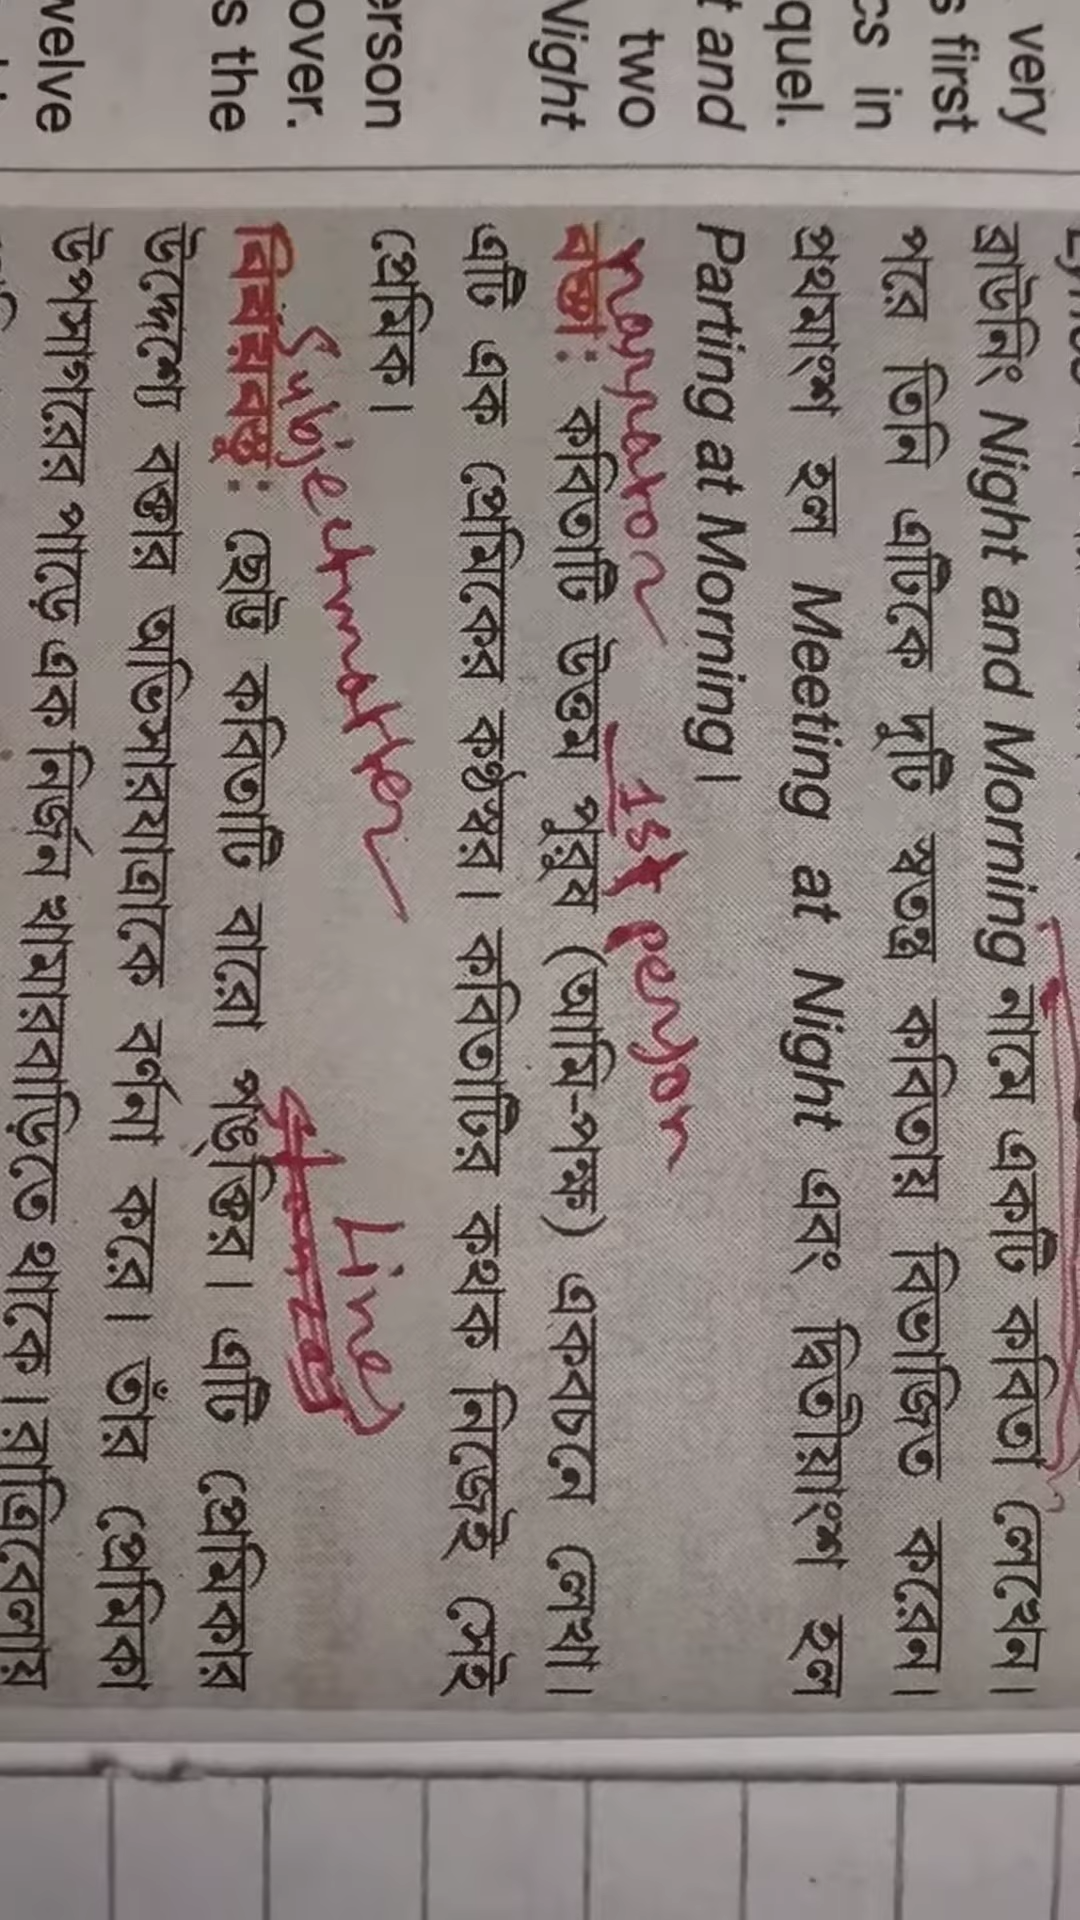 very
s first
cs in
quel.
t and
two
Night
erson
over.
s the
welve
ব্রাউনিং Night and Morning নামে একটি কবিতা লেখেন।
পরে তিনি এটিকে দুটি স্বতন্ত্র কবিতায় বিভাজিত করেন।
প্রথমাংশ হল Meeting at Night এবং দ্বিতীয়াংশ হল
Parting at Morning।
narrator 1st person
বক্তা: কবিতাটি উত্তম পুরুষ (আমি-পক্ষ) একবচনে লেখা।
এটি এক প্রেমিকের কণ্ঠস্বর। কবিতাটির কথক নিজেই সেই
প্রেমিক।
Subjectmatter Line
বিষয়বস্তু: ছোট কবিতাটি বারো পঙ্‌ক্তির। এটি প্রেমিকার
উদ্দেশ্যে বক্তার অভিসারযাত্রাকে বর্ণনা করে। তাঁর প্রেমিকা
উপসাগরের পাড়ে এক নির্জন খামারবাড়িতে থাকে। রাত্রিবেলায়